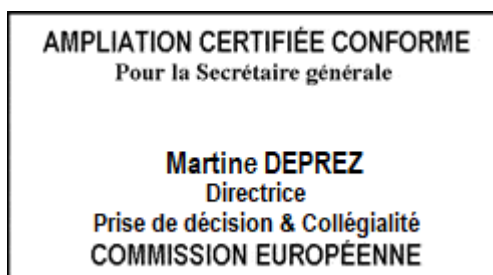 AMPLIATION CERTIFIÉE CONFORME
Pour la Secrétaire générale
Martine DEPREZ
Directrice
Prise de décision & Collégialité
COMMISSION EUROPÉENNE